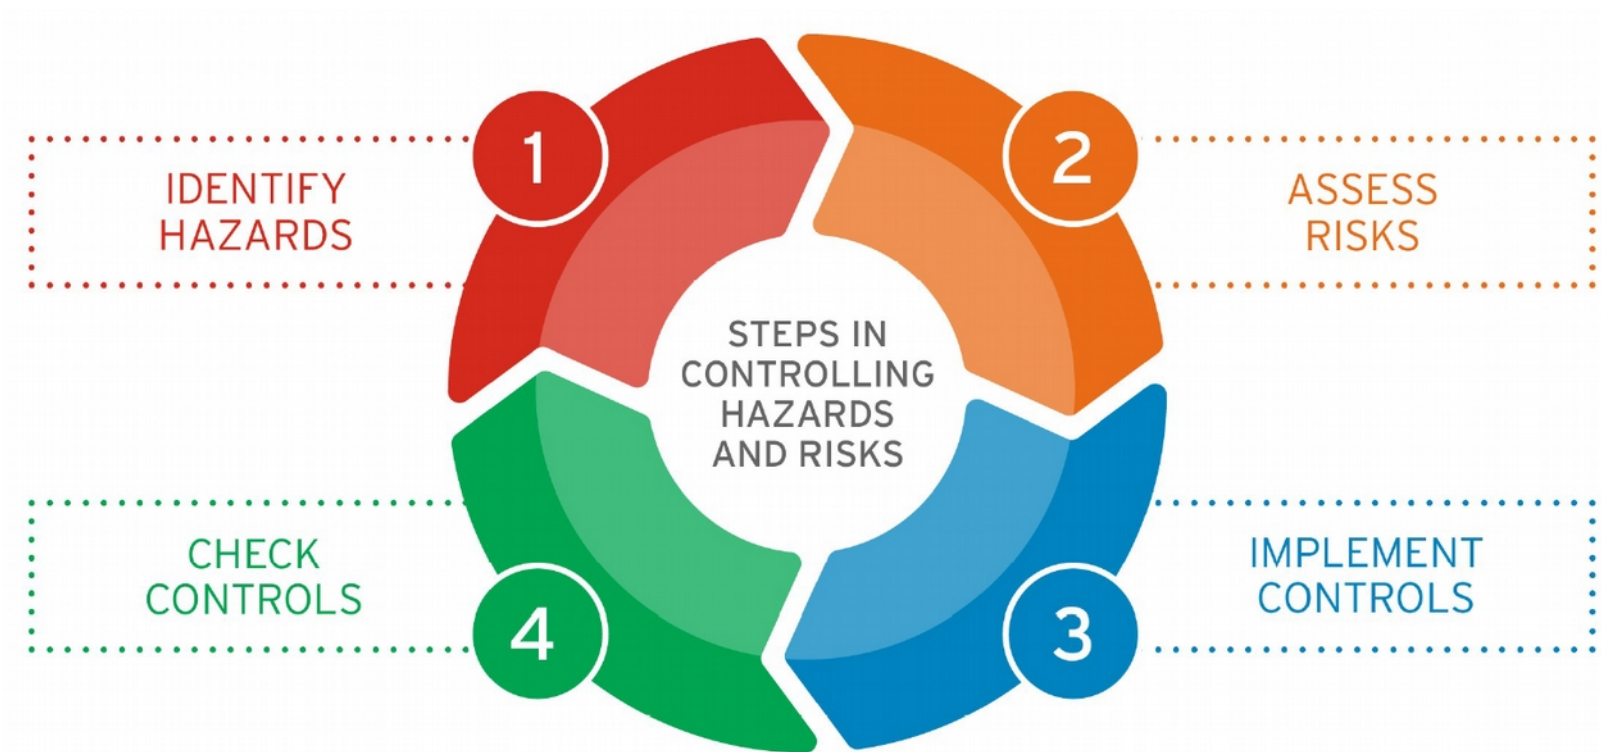 1
IDENTIFY
HAZARDS
2
ASSESS
RISKS
STEPS IN
CONTROLLING
HAZARDS
AND RISKS
3
IMPLEMENT
CONTROLS
4
CHECK
CONTROLS